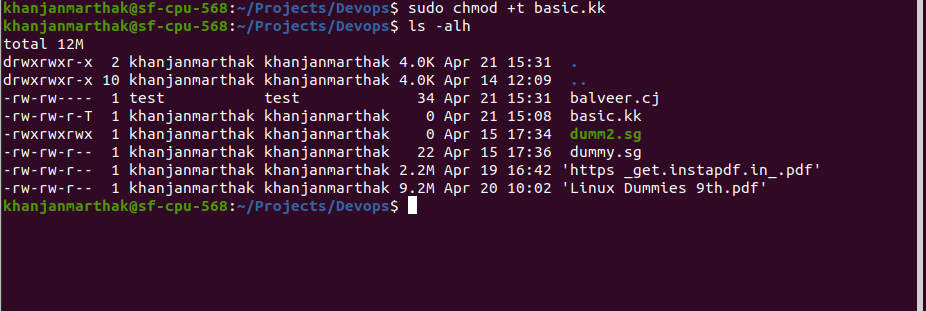 khanjanmarthak@sf-cpu-568:~/Projects/Devops$ sudo chmod +t basic.kk
khanjanmarthak@sf-cpu-568:~/Projects/Devops$ ls -alh
total 12M
drwxrwxr-x  2 khanjanmarthak khanjanmarthak 4.0K Apr 21 15:31  .
drwxrwxr-x 10 khanjanmarthak khanjanmarthak 4.0K Apr 14 12:09  ..
-rw-rw----  1 test           test             34 Apr 21 15:31  balveer.cj
-rw-rw-r-T  1 khanjanmarthak khanjanmarthak    0 Apr 21 15:08  basic.kk
-rwxrwxrwx  1 khanjanmarthak khanjanmarthak    0 Apr 15 17:34  dumm2.sg
-rw-rw-r--  1 khanjanmarthak khanjanmarthak   22 Apr 15 17:36  dummy.sg
-rw-rw-r--  1 khanjanmarthak khanjanmarthak 2.2M Apr 19 16:42 'https _get.instapdf.in_.pdf'
-rw-rw-r--  1 khanjanmarthak khanjanmarthak 9.2M Apr 20 10:02 'Linux Dummies 9th.pdf'
khanjanmarthak@sf-cpu-568:~/Projects/Devops$